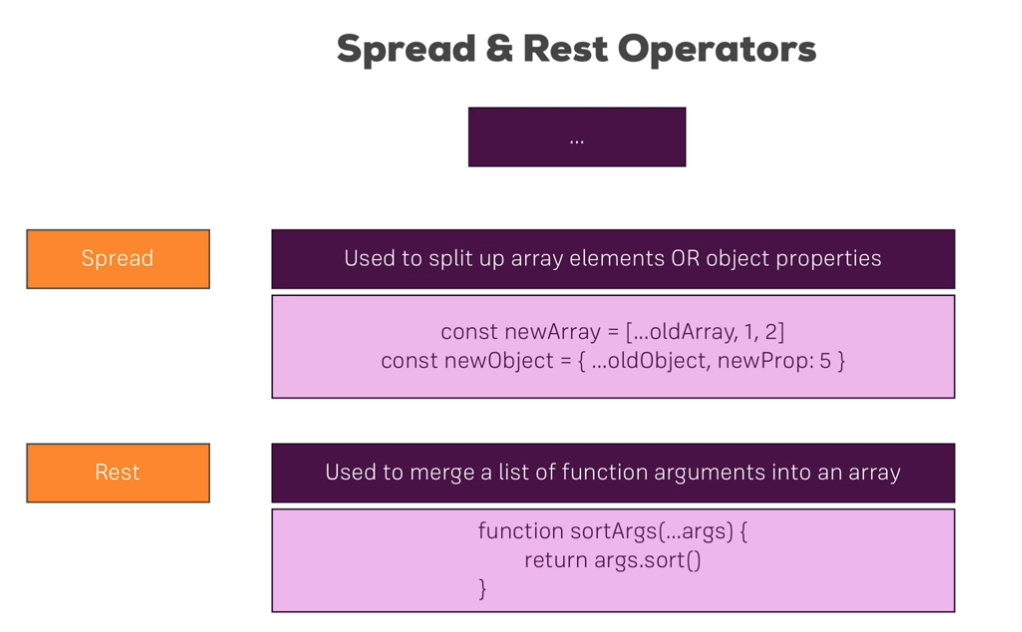 Spread & Rest Operators
...
Spread
Used to split up array elements OR object properties
const newArray = [...oldArray, 1, 2]
const newObject = { ...oldObject, newProp: 5 }
Rest
Used to merge a list of function arguments into an array
function sortArgs(...args) {
return args.sort()
}